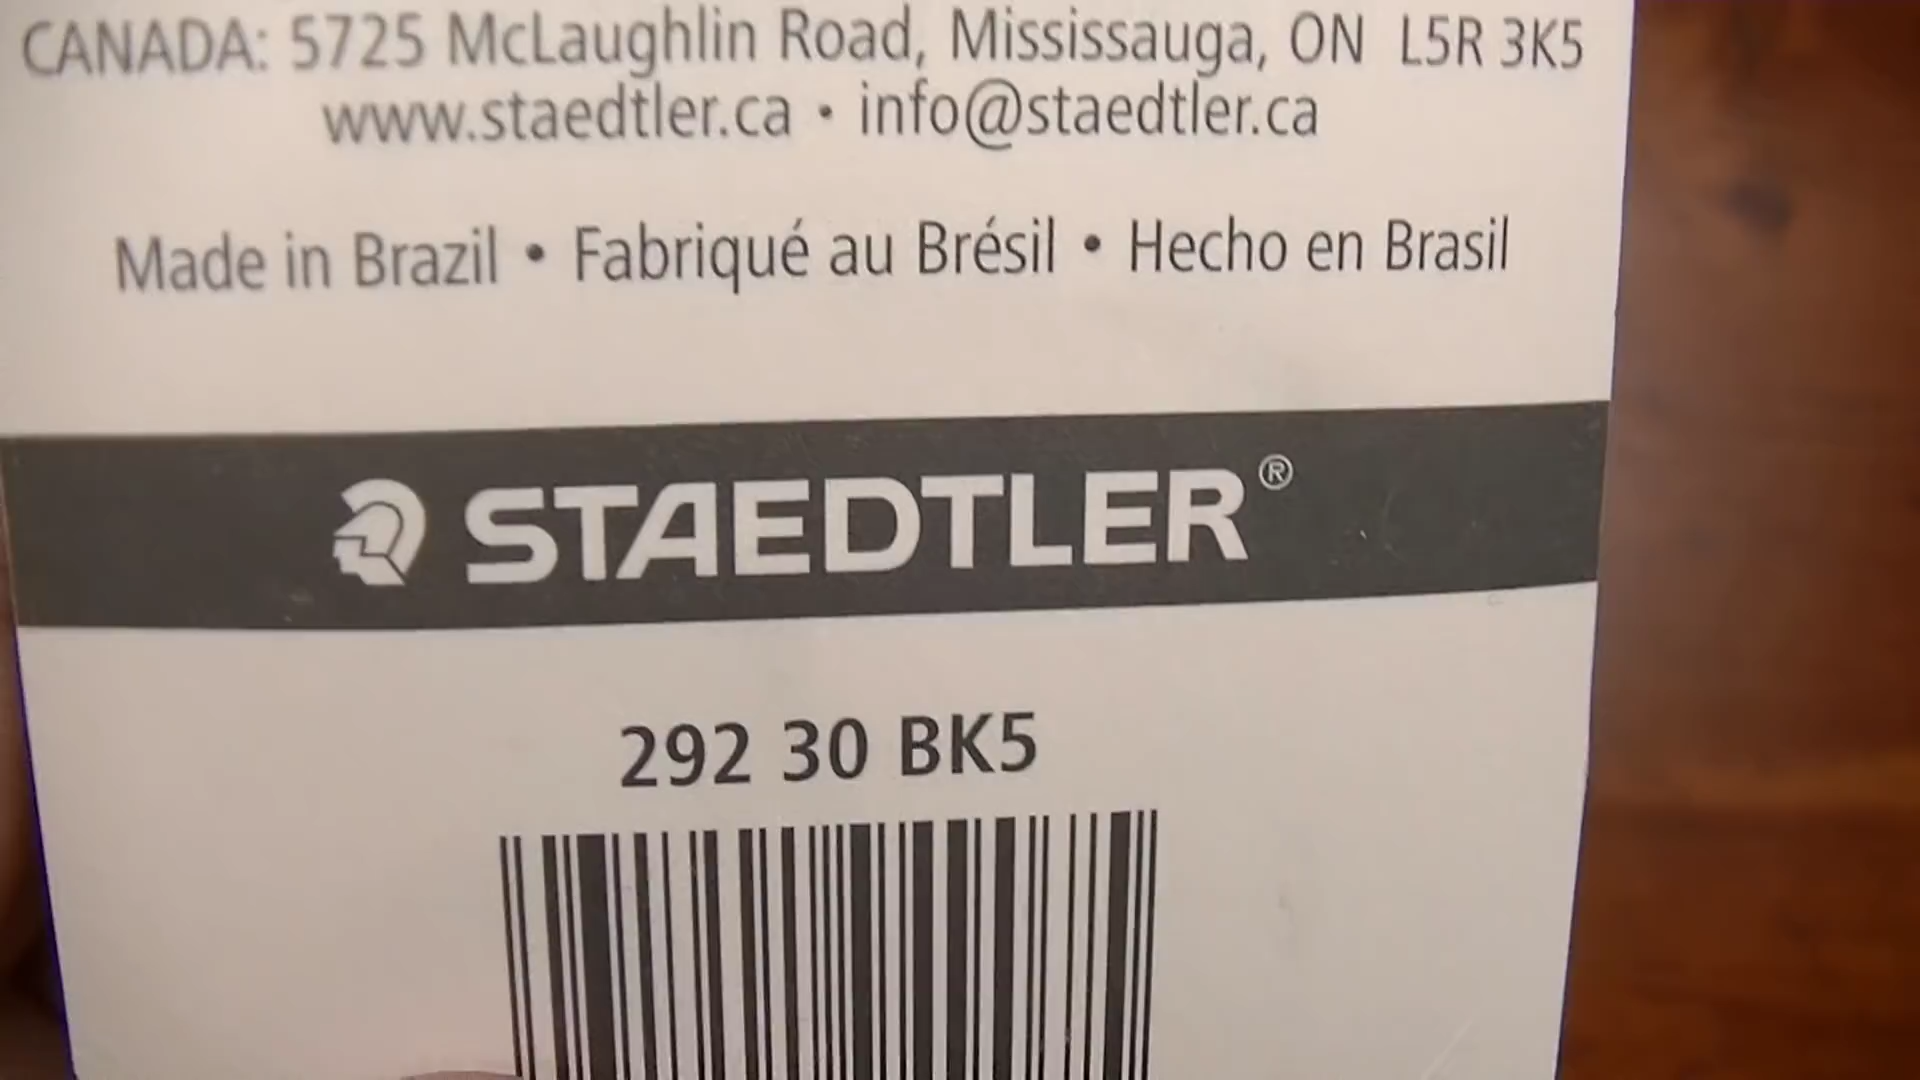 CANADA: 5725 McLaughlin Road, Mississauga, ON L5R 3K5
www.staedtler.ca • info@staedtler.ca
Made in Brazil • Fabriqué au Brésil • Hecho en Brasil
STAEDTLER®
292 30 BK5